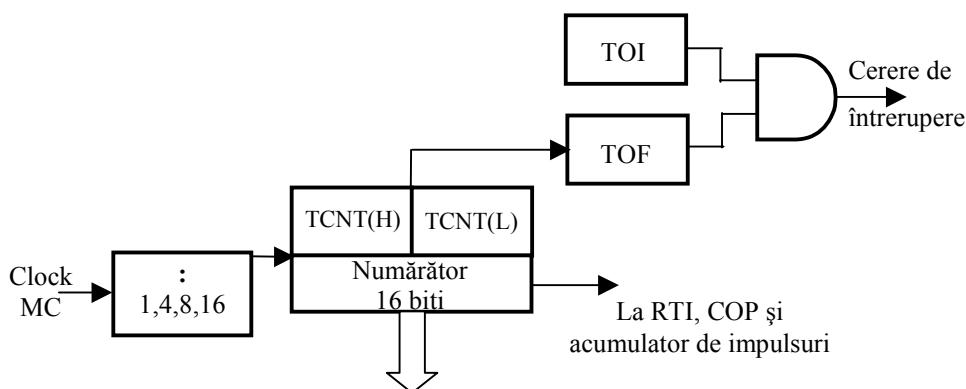 TOI
Cerere de
întrerupere
TOF
TCNT(H)
TCNT(L)
Clock
MC
:
1,4,8,16
Numărător
16 biţi
La RTI, COP şi
acumulator de impulsuri